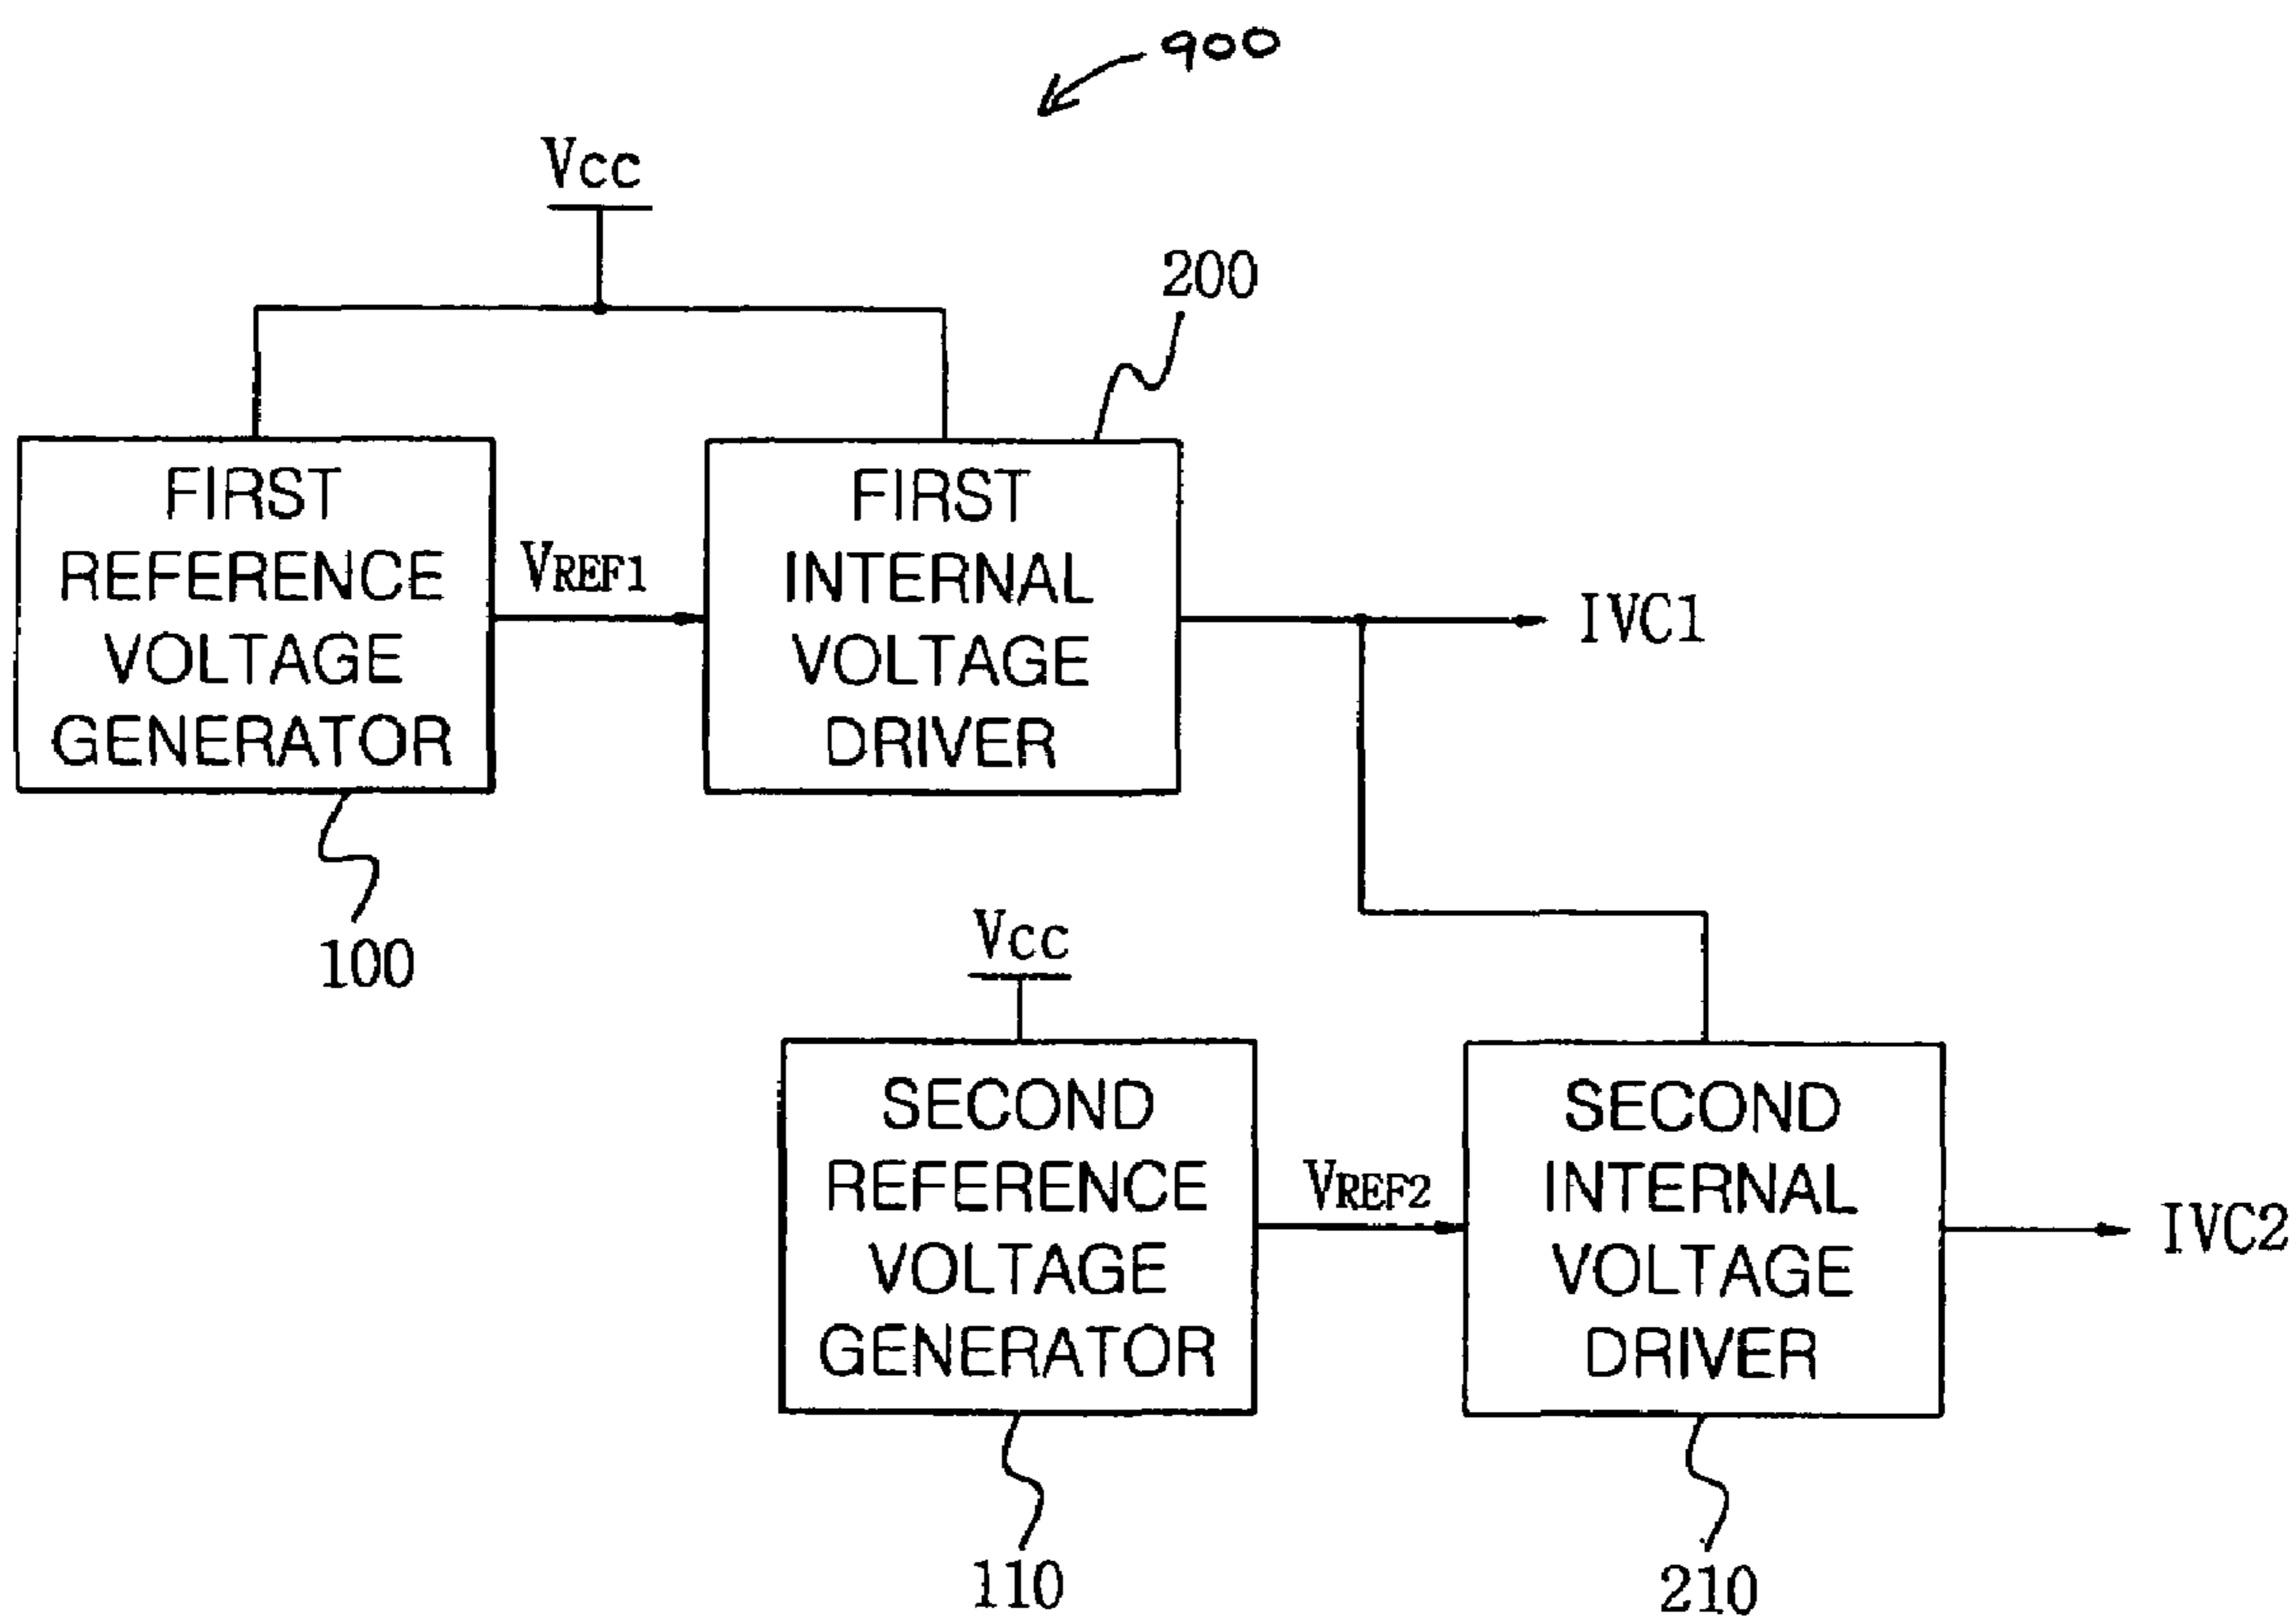 900
Vcc
200
FIRST
REFERENCE
VOLTAGE
GENERATOR
VREF1
FIRST
INTERNAL
VOLTAGE
DRIVER
IVC1
100
Vcc
SECOND
REFERENCE
VOLTAGE
GENERATOR
VREF2
SECOND
INTERNAL
VOLTAGE
DRIVER
IVC2
110
210